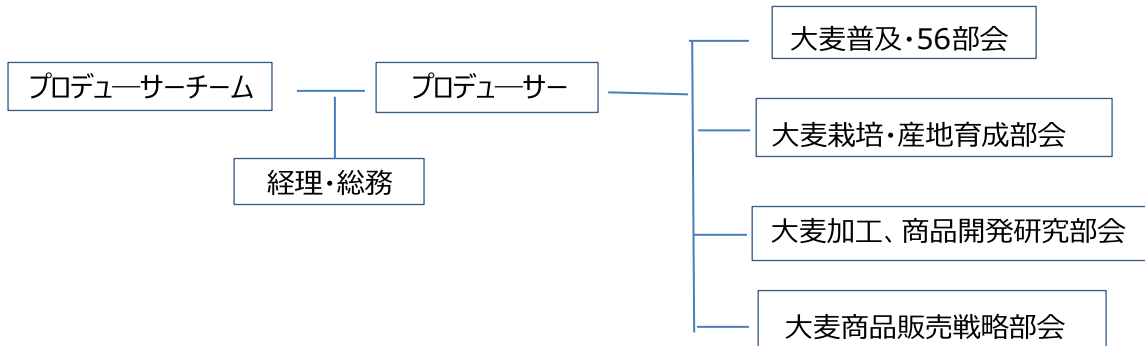 大麦普及・56部会
プロデュ―サーチーム
プロデュ―サー
大麦栽培・産地育成部会
経理・総務
大麦加工、商品開発研究部会
大麦商品販売戦略部会